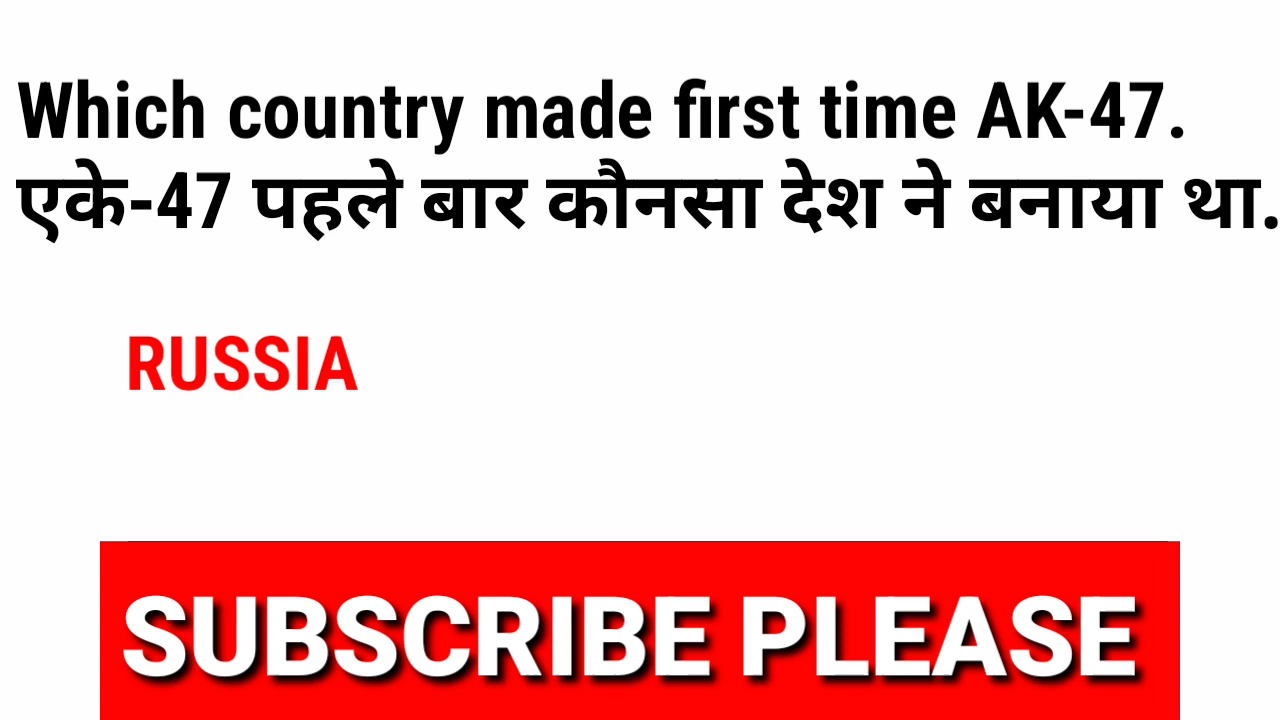 Which country made first time AK-47.
एके-47 पहले बार कौनसा देश ने बनाया था.
RUSSIA
SUBSCRIBE PLEASE